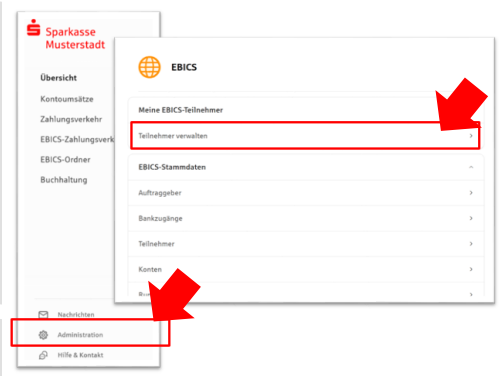 Sparkasse
Musterstadt
Übersicht
Kontoumsätze
Zahlungsverkehr
EBICS-Zahlungsverk
EBICS-Ordner
Buchhaltung
Nachrichten
Administration
Hilfe & Kontakt
EBICS
Meine EBICS-Teilnehmer
Teilnehmer verwalten
EBICS-Stammdaten
Auftraggeber
Bankzugänge
Teilnehmer
Konten